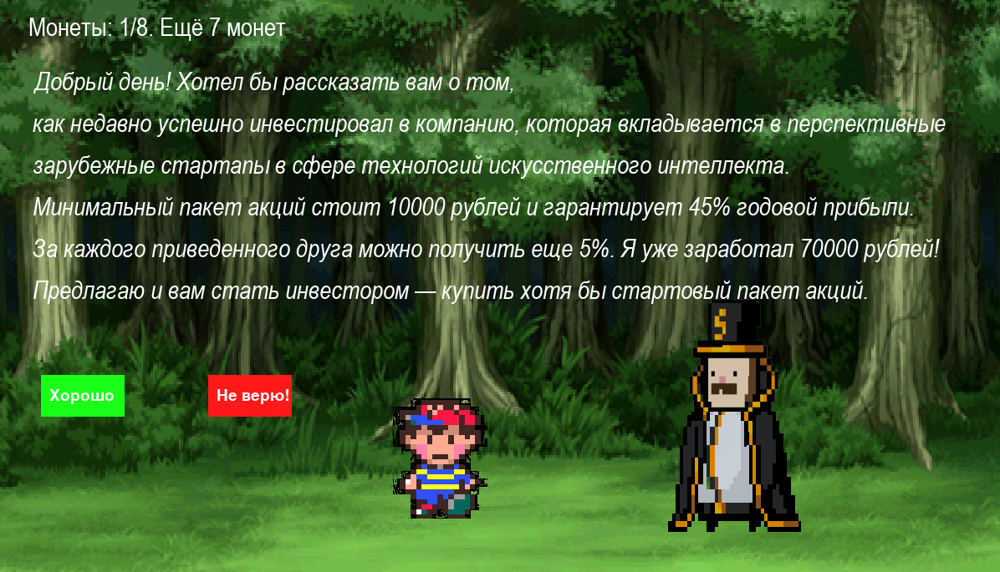 Монеты: 1/8. Ещё 7 монет
Добрый день! Хотел бы рассказать вам о том,
как недавно успешно инвестировал в компанию, которая вкладывается в перспективные
зарубежные стартапы в сфере технологий искусственного интеллекта.
Минимальный пакет акций стоит 10000 рублей и гарантирует 45% годовой прибыли.
За каждого приведенного друга можно получить еще 5%. Я уже заработал 70000 рублей!
Предлагаю и вам стать инвестором — купить хотя бы стартовый пакет акций.
$
Хорошо
Не верю!